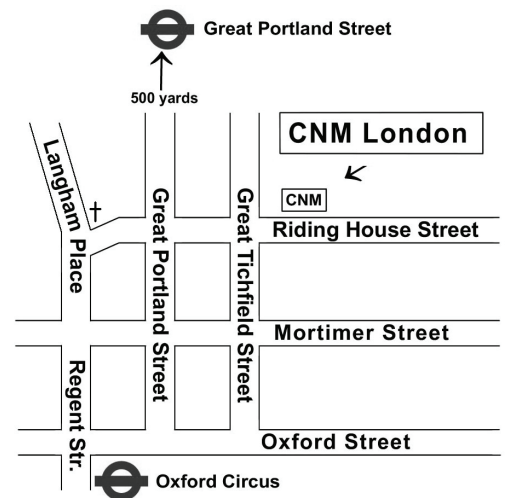 Great Portland Street
500 yards
CNM London
Langham Place
CNM
Great Portland Street
Great Tichfield Street
Riding House Street
Mortimer Street
Regent Str.
Oxford Street
Oxford Circus